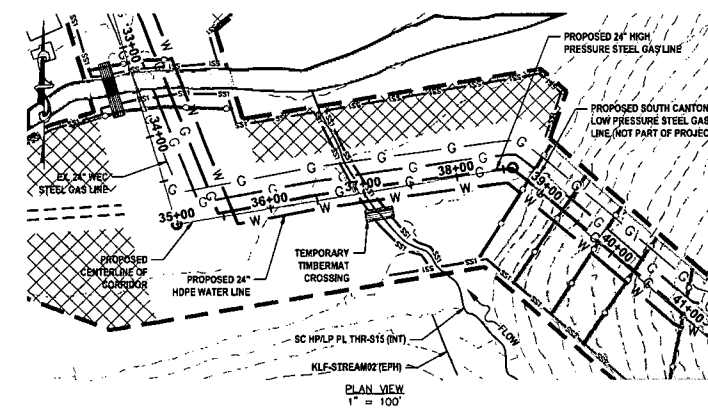 PROPOSED 24" HIGH
PRESSURE STEEL GAS LINE
PROPOSED SOUTH CANTON
LOW PRESSURE STEEL GAS
LINE (NOT PART OF PROJEC
33+00
34+00
EX. 24" WEC
STEEL GAS LINE
35+00
36+00
37+00
38+00
39+00
40+00
41+00
PROPOSED
CENTERLINE OF
CORRIDOR
PROPOSED 24"
HDPE WATER LINE
TEMPORARY
TIMBERMAT
CROSSING
SC HP/LP PL THR-S15 (INT)
FLOW
KLF-STREAM02 (EPH)
PLAN VIEW
1" = 100'